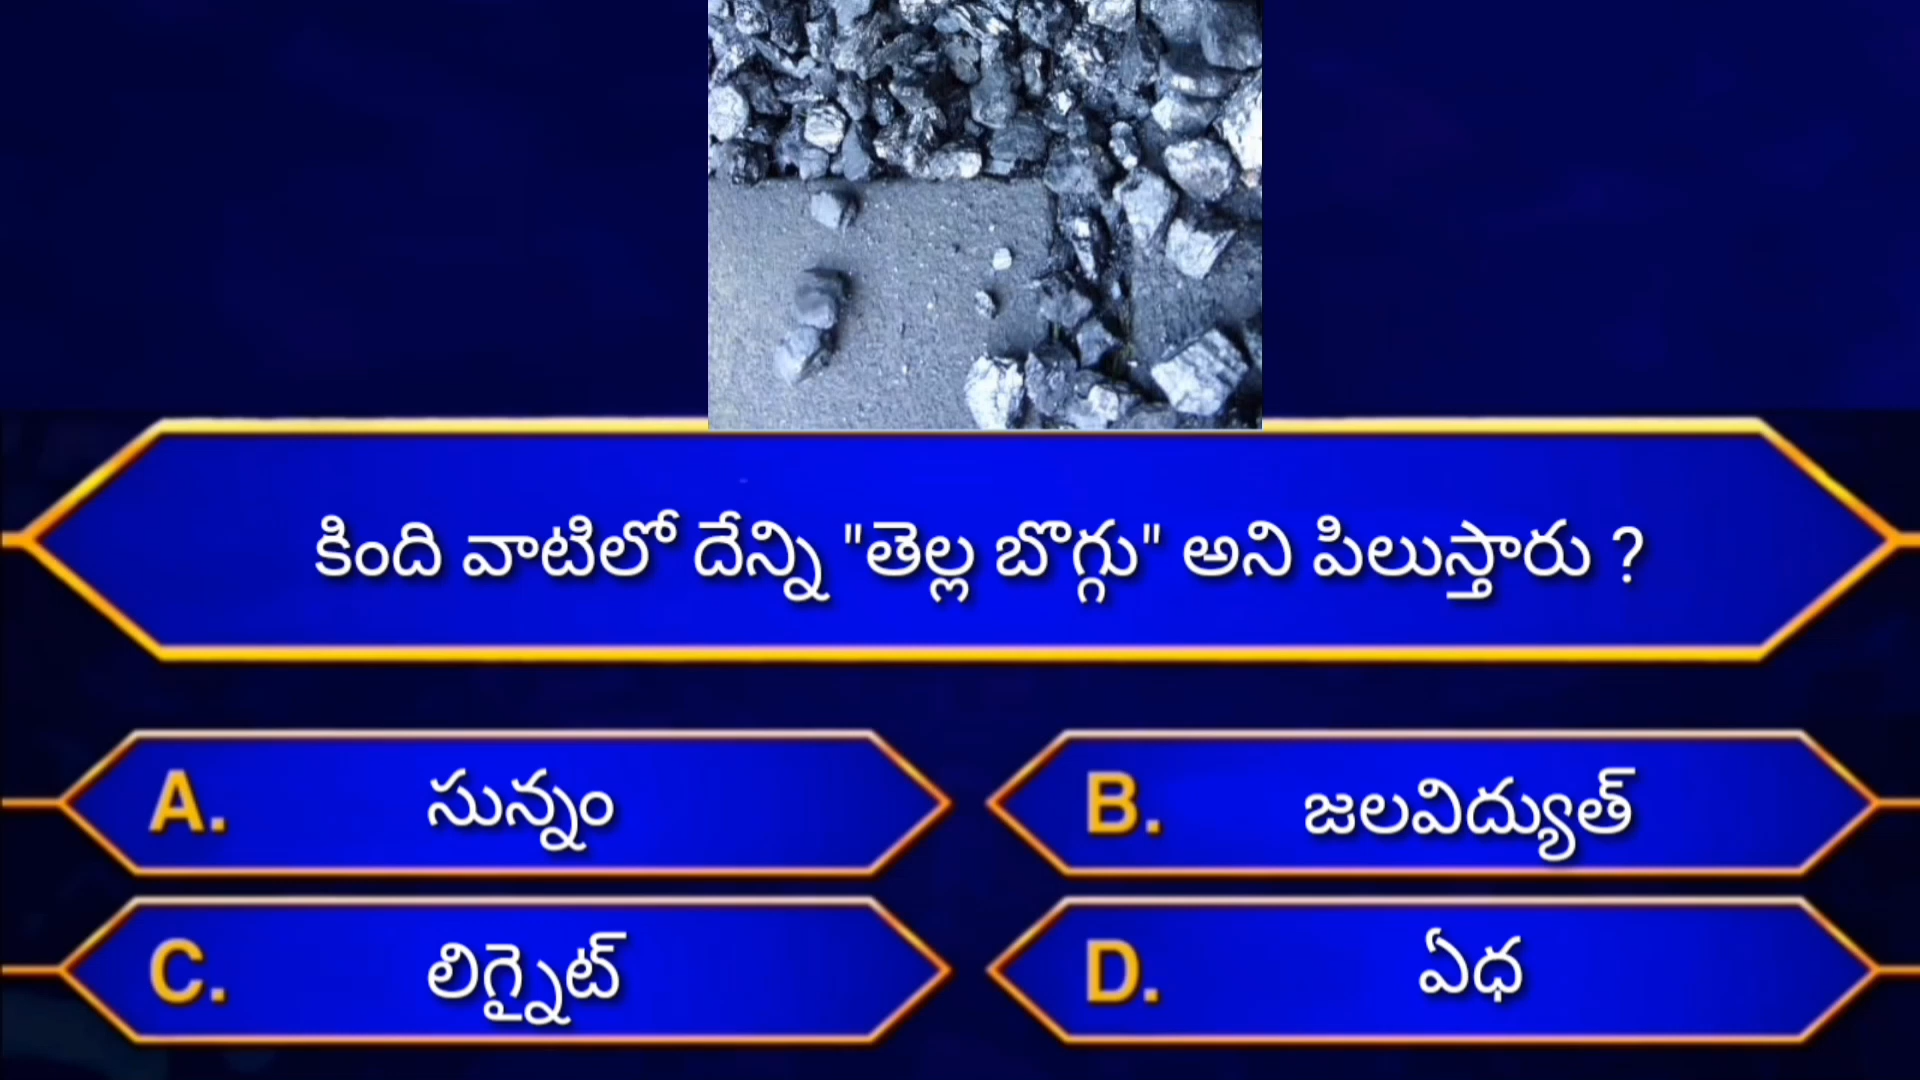 కింది వాటిలో దేన్ని "తెల్ల బొగ్గు" అని పిలుస్తారు ?
A. సున్నం
B. జలవిద్యుత్
C. లిగ్నైట్
D. ఏధ